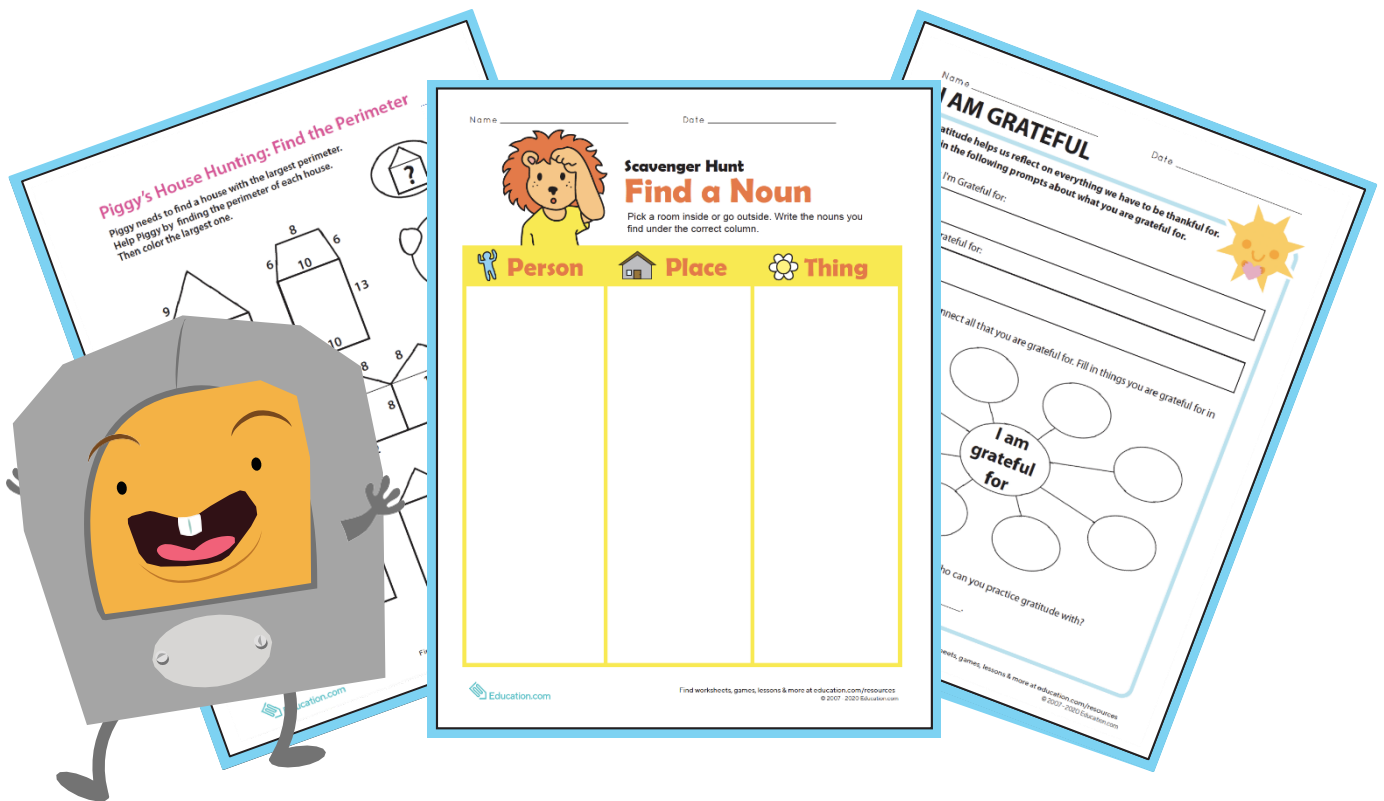 Piggy's House Hunting: Find the Perimeter
Piggy needs to find a house with the largest perimeter.
Help Piggy by finding the perimeter of each house.
Then color the largest one.
?
8
6
6
10
13
9
10
8
8
8
Education.com
Name
Date
Scavenger Hunt
Find a Noun
Pick a room inside or go outside. Write the nouns you
find under the correct column.
Person
Place
Thing
Education.com
Find worksheets, games, lessons & more at education.com/resources
© 2007 2020 Education.com
Name
Date
I AM GRATEFUL
helps us reflect on everything we have to be thankful for.
in the following prompts about what you are grateful for.
I'm Grateful for:
for:
all that you are grateful for. Fill in things you are grateful for in
I am
grateful
for
can you practice gratitude with?
games, lessons & more at education.com/resources
© 2007 - 2020 Education.com